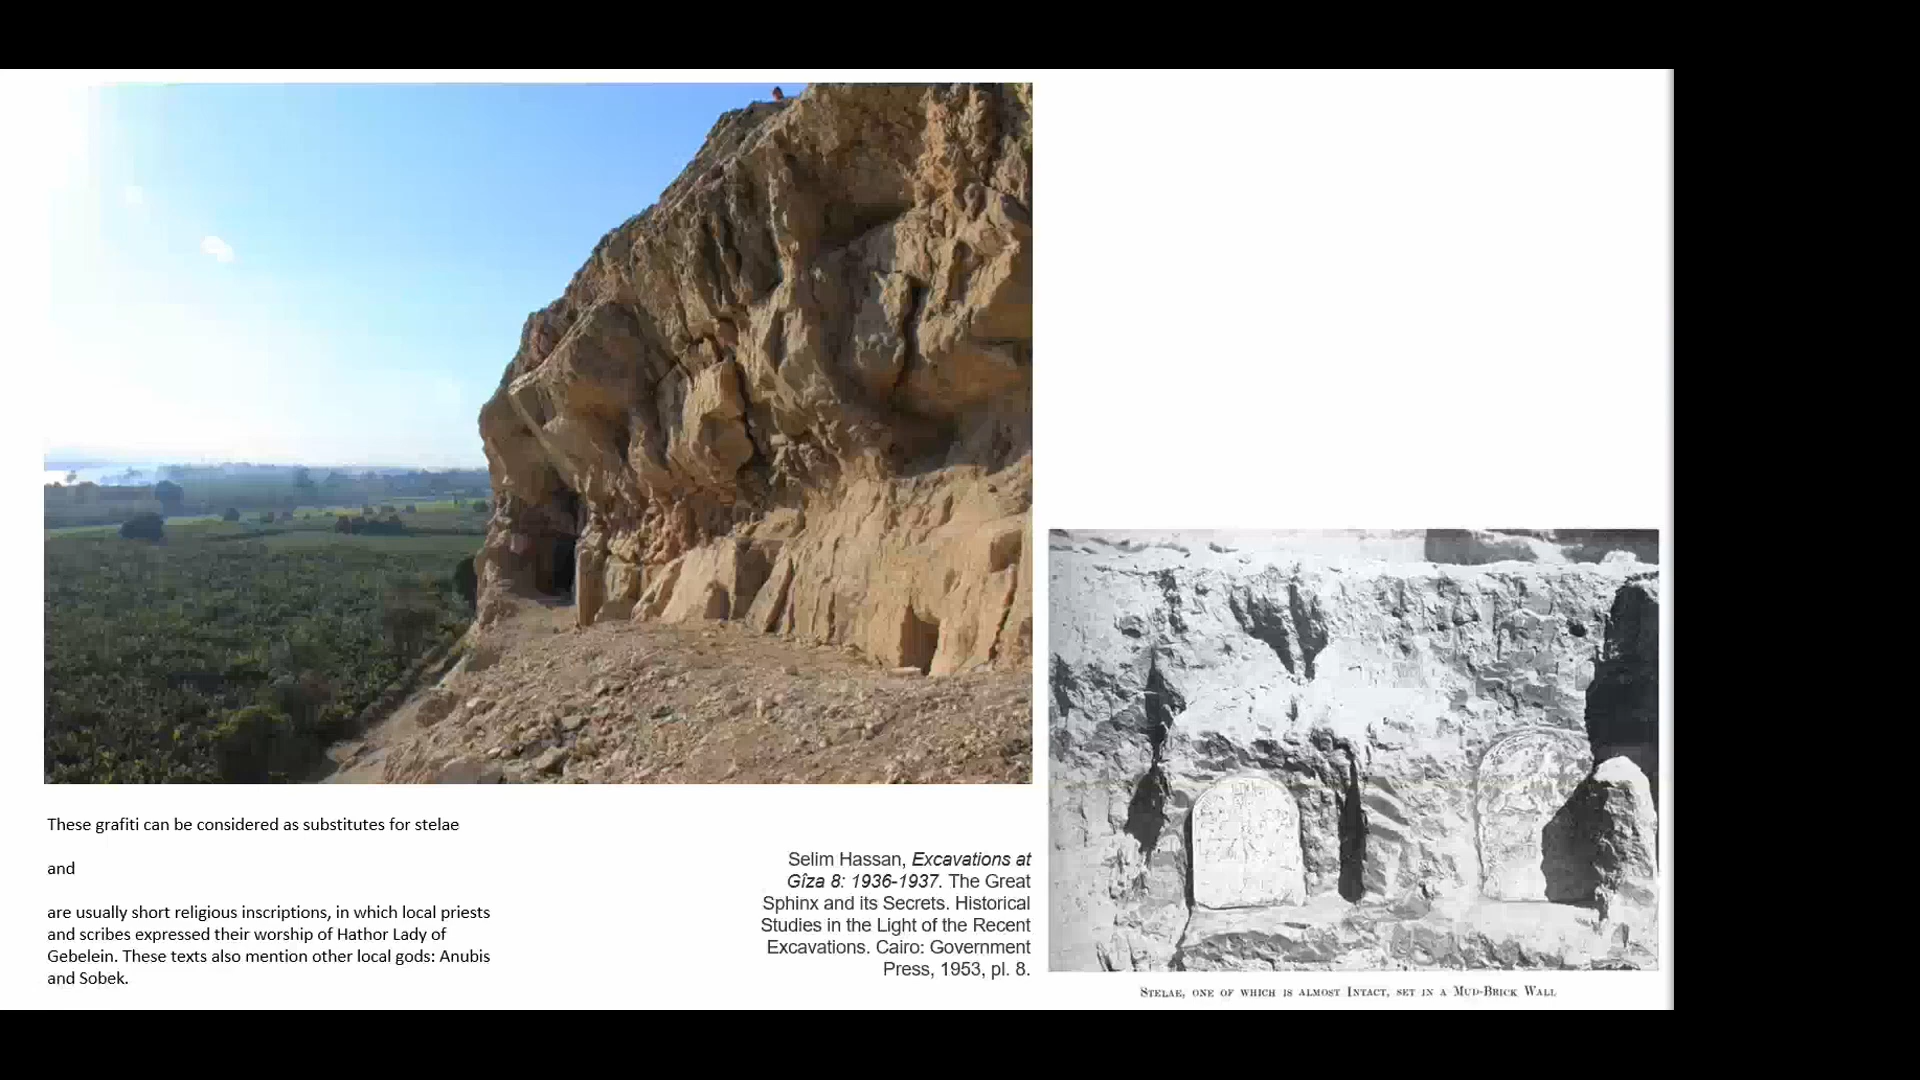 These grafiti can be considered as substitutes for stelae
and
are usually short religious inscriptions, in which local priests
and scribes expressed their worship of Hathor Lady of
Gebelein. These texts also mention other local gods: Anubis
and Sobek.
Selim Hassan, Excavations at
Gîza 8: 1936-1937. The Great
Sphinx and its Secrets. Historical
Studies in the Light of the Recent
Excavations. Cairo: Government
Press, 1953, pl. 8.
Stelae, one of which is almost Intact, set in a Mud-Brick Wall